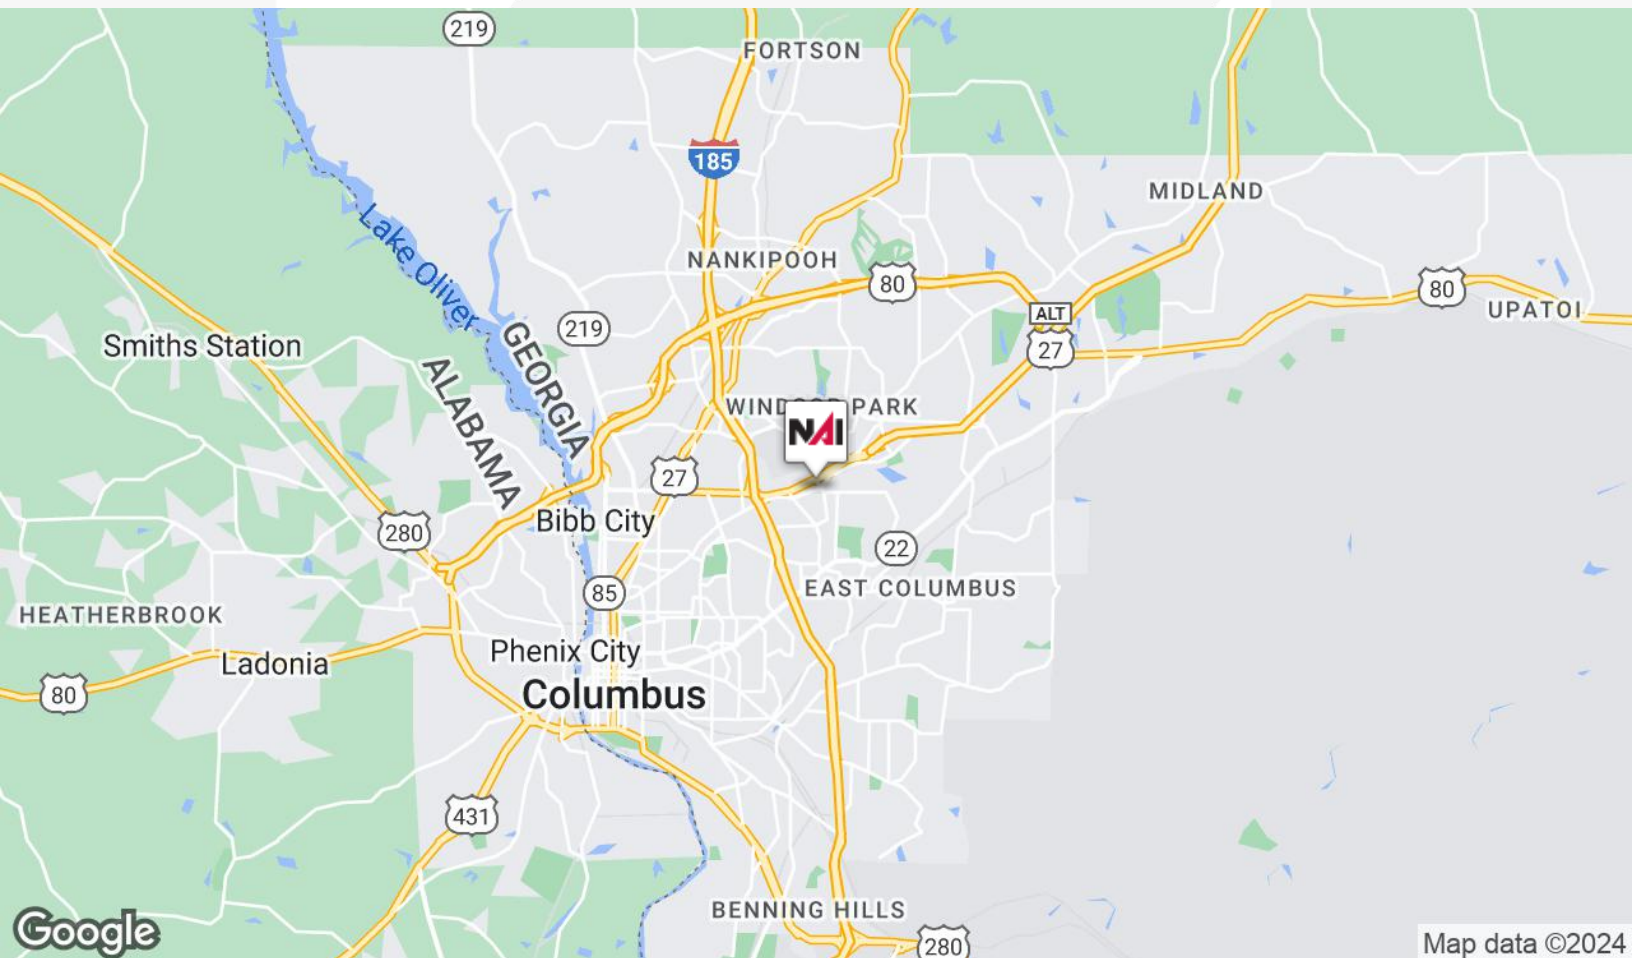 219
FORTSON
185
MIDLAND
Lake Oliver
NANKIPOOH
80
80
UPATOI
ALT
27
219
GEORGIA
Smiths Station
ALABAMA
WINDSOR PARK
NAI
27
Bibb City
280
22
85
EAST COLUMBUS
HEATHERBROOK
Phenix City
Ladonia
80
Columbus
431
BENNING HILLS
Google
280
Map data ©2024